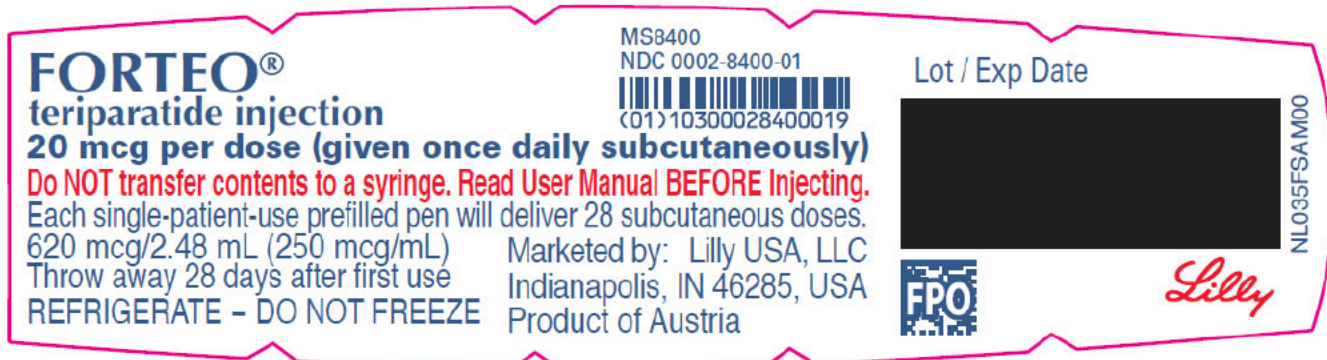 FORTEO®
teriparatide injection
20 mcg per dose (given once daily subcutaneously)
Do NOT transfer contents to a syringe. Read User Manual BEFORE Injecting.
Each single-patient-use prefilled pen will deliver 28 subcutaneous doses.
620 mcg/2.48 mL (250 mcg/mL)
Throw away 28 days after first use
REFRIGERATE – DO NOT FREEZE
Marketed by: Lilly USA, LLC
Indianapolis, IN 46285, USA
Product of Austria
MS8400
NDC 0002-8400-01
(01)10300028400019
Lot / Exp Date
FPO
Lilly
NL035FSAM00